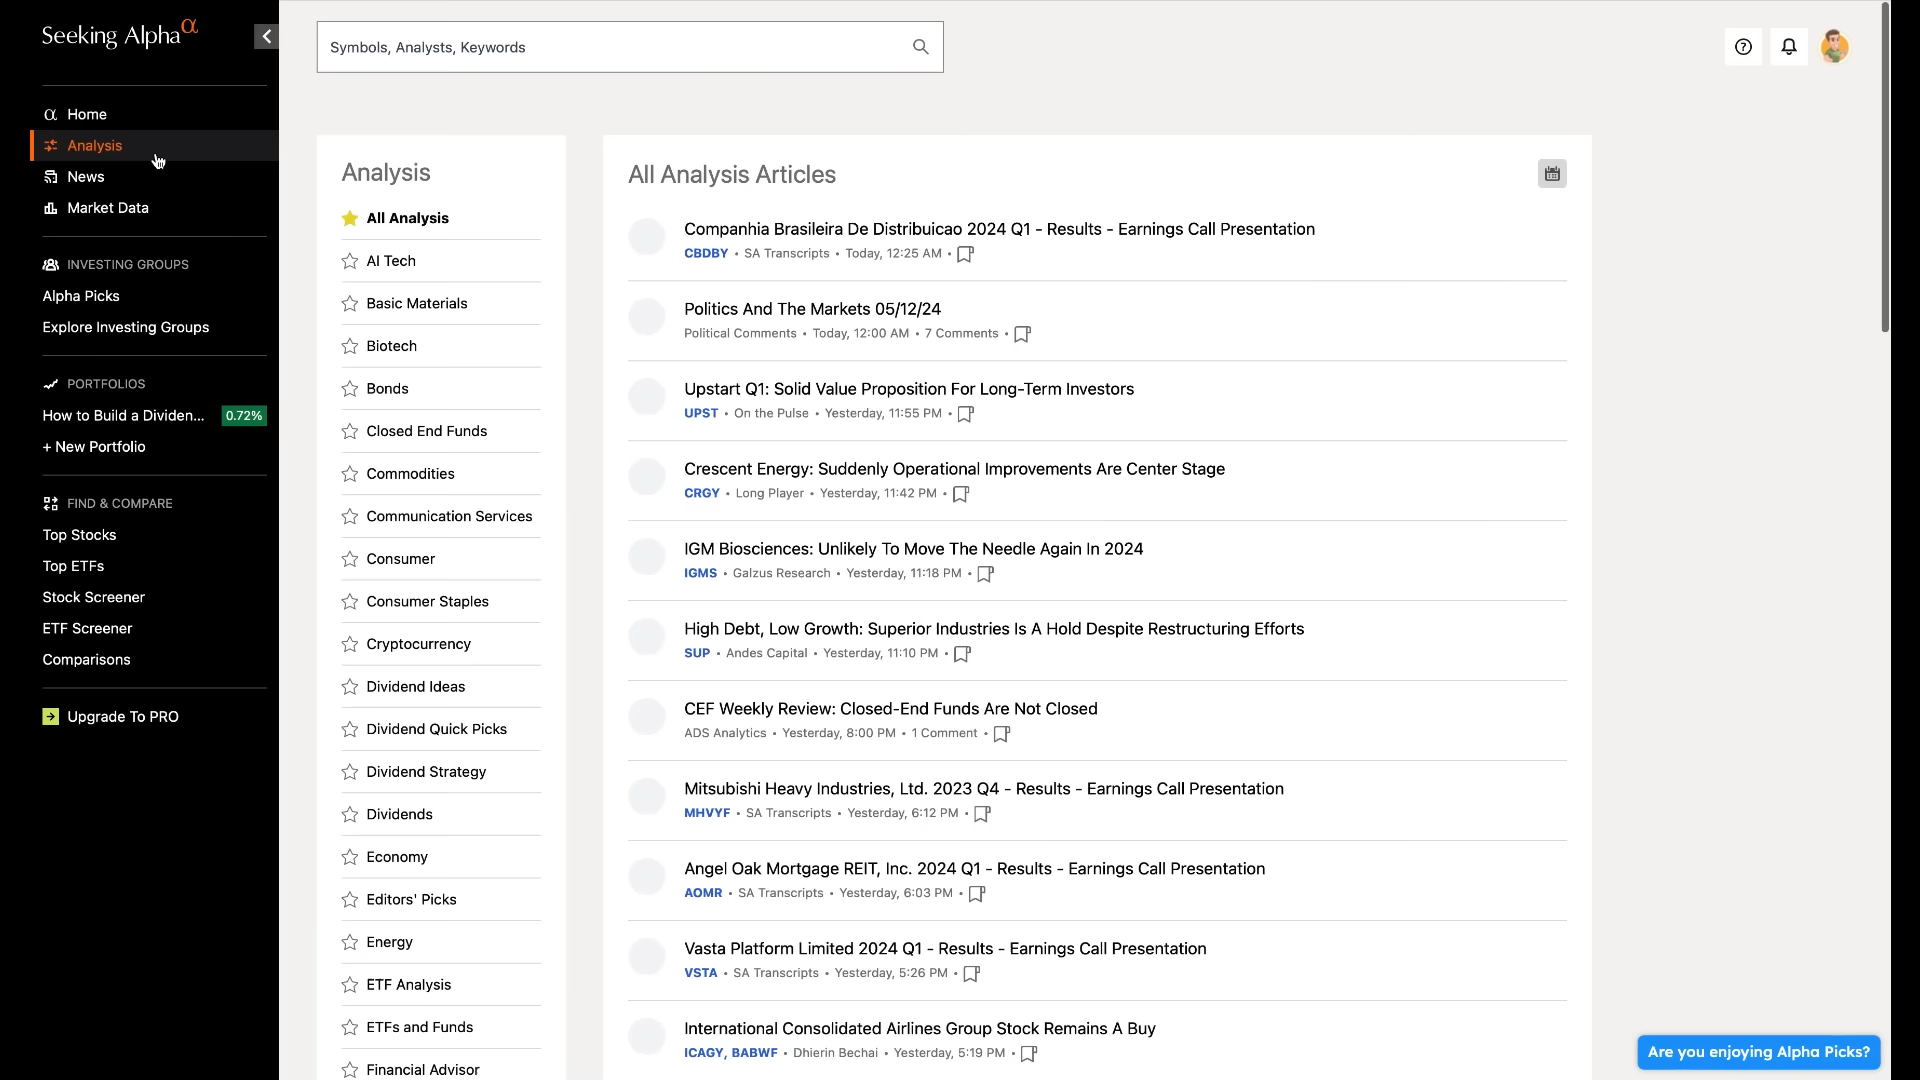 Seeking Alpha α
Symbols, Analysts, Keywords
Home
Analysis
News
Market Data
INVESTING GROUPS
Alpha Picks
Explore Investing Groups
PORTFOLIOS
How to Build a Dividen... 0.72%
+ New Portfolio
FIND & COMPARE
Top Stocks
Top ETFs
Stock Screener
ETF Screener
Comparisons
Upgrade To PRO
Analysis
All Analysis
AI Tech
Basic Materials
Biotech
Bonds
Closed End Funds
Commodities
Communication Services
Consumer
Consumer Staples
Cryptocurrency
Dividend Ideas
Dividend Quick Picks
Dividend Strategy
Dividends
Economy
Editors' Picks
Energy
ETF Analysis
ETFs and Funds
Financial Advisor
All Analysis Articles
Companhia Brasileira De Distribuicao 2024 Q1 - Results - Earnings Call Presentation
CBDBY • SA Transcripts • Today, 12:25 AM •
Politics And The Markets 05/12/24
Political Comments • Today, 12:00 AM • 7 Comments •
Upstart Q1: Solid Value Proposition For Long-Term Investors
UPST • On the Pulse • Yesterday, 11:55 PM •
Crescent Energy: Suddenly Operational Improvements Are Center Stage
CRGY • Long Player • Yesterday, 11:42 PM •
IGM Biosciences: Unlikely To Move The Needle Again In 2024
IGMS • Galzus Research • Yesterday, 11:18 PM •
High Debt, Low Growth: Superior Industries Is A Hold Despite Restructuring Efforts
SUP • Andes Capital • Yesterday, 11:10 PM •
CEF Weekly Review: Closed-End Funds Are Not Closed
ADS Analytics • Yesterday, 8:00 PM • 1 Comment •
Mitsubishi Heavy Industries, Ltd. 2023 Q4 - Results - Earnings Call Presentation
MHVYF • SA Transcripts • Yesterday, 6:12 PM •
Angel Oak Mortgage REIT, Inc. 2024 Q1 - Results - Earnings Call Presentation
AOMR • SA Transcripts • Yesterday, 6:03 PM •
Vasta Platform Limited 2024 Q1 - Results - Earnings Call Presentation
VSTA • SA Transcripts • Yesterday, 5:26 PM •
International Consolidated Airlines Group Stock Remains A Buy
ICAGY, BABWF • Dhierin Bechai • Yesterday, 5:19 PM •
Are you enjoying Alpha Picks?